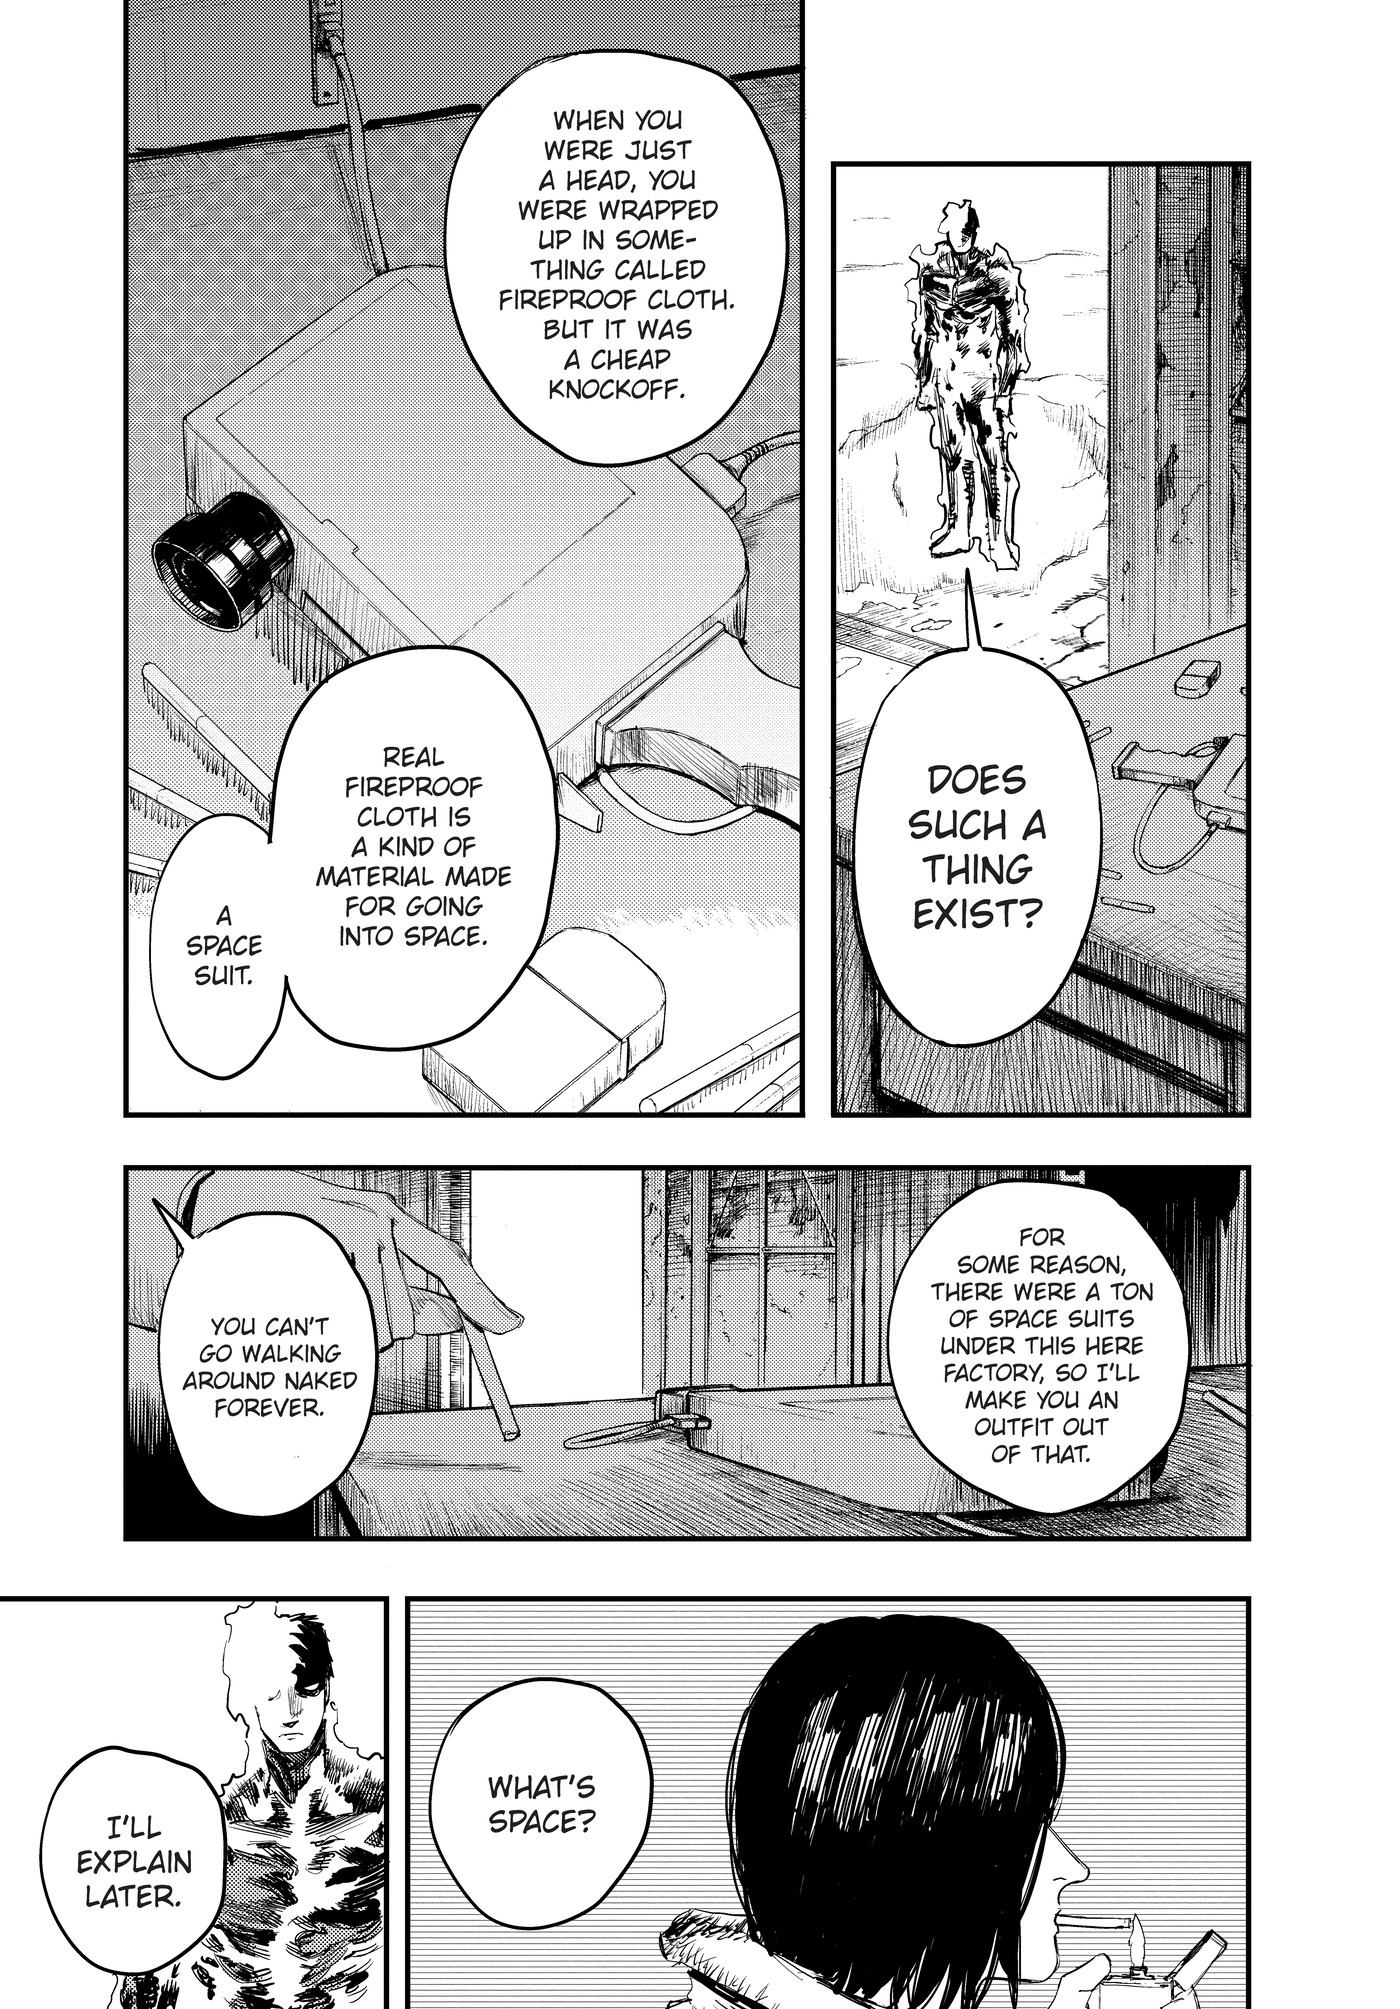 DOES
SUCH A
THING
EXIST?
WHEN YOU
WERE JUST
A HEAD, YOU
WERE WRAPPED
UP IN SOME-
THING CALLED
FIREPROOF CLOTH.
BUT IT WAS
A CHEAP
KNOCKOFF.
REAL
FIREPROOF
CLOTH IS
A KIND OF
MATERIAL MADE
FOR GOING
INTO SPACE.
A
SPACE
SUIT.
FOR
SOME REASON,
THERE WERE A TON
OF SPACE SUITS
UNDER THIS HERE
FACTORY, SO I'LL
MAKE YOU AN
OUTFIT OUT
OF THAT.
YOU CAN'T
GO WALKING
AROUND NAKED
FOREVER.
WHAT'S
SPACE?
I'LL
EXPLAIN
LATER.